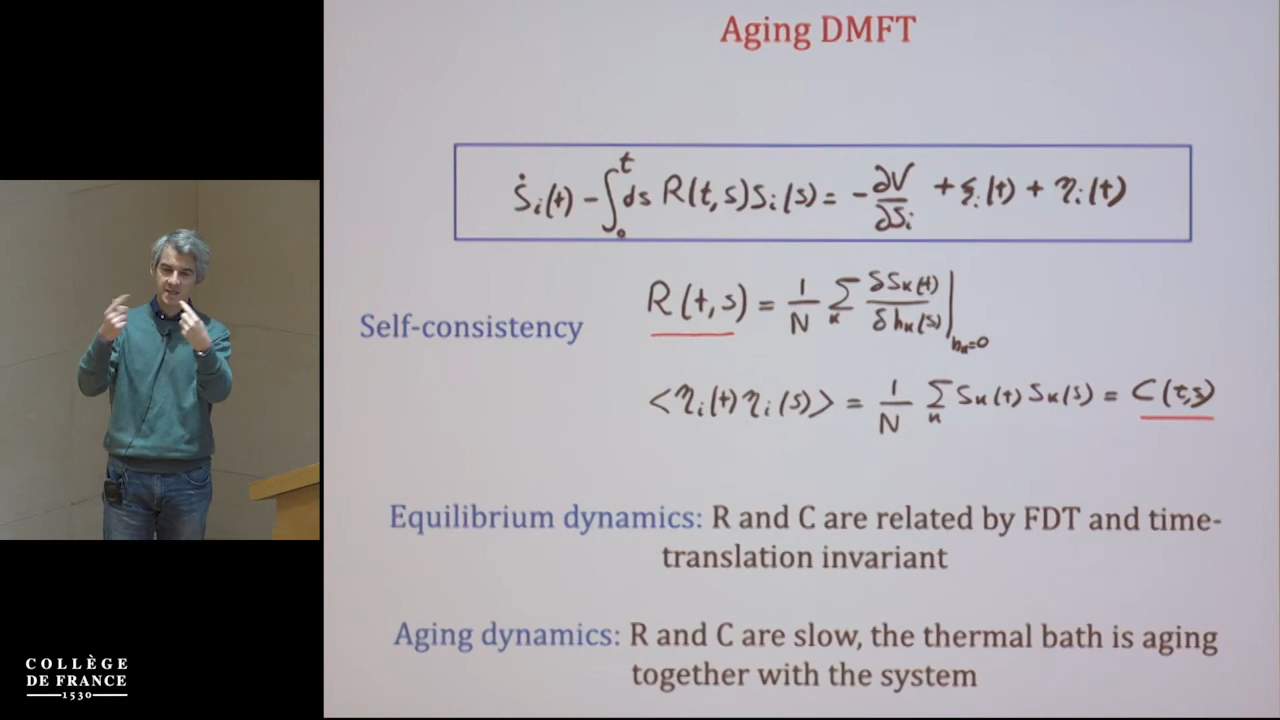 Aging DMFT
Ṡᵢ(t) - ∫₀ᵗ ds R(t,s) Sᵢ(s) = - ∂V/∂Sᵢ + ξᵢ(t) + ηᵢ(t)
Self-consistency
R(t,s) = 1/N Σₖ δSₖ(t)/δhₖ(s) |hₖ=0
<ηᵢ(t) ηᵢ(s)> = 1/N Σₖ Sₖ(t) Sₖ(s) = C(t,s)
Equilibrium dynamics: R and C are related by FDT and time-
translation invariant
Aging dynamics: R and C are slow, the thermal bath is aging
together with the system
COLLÈGE
DE FRANCE
1530